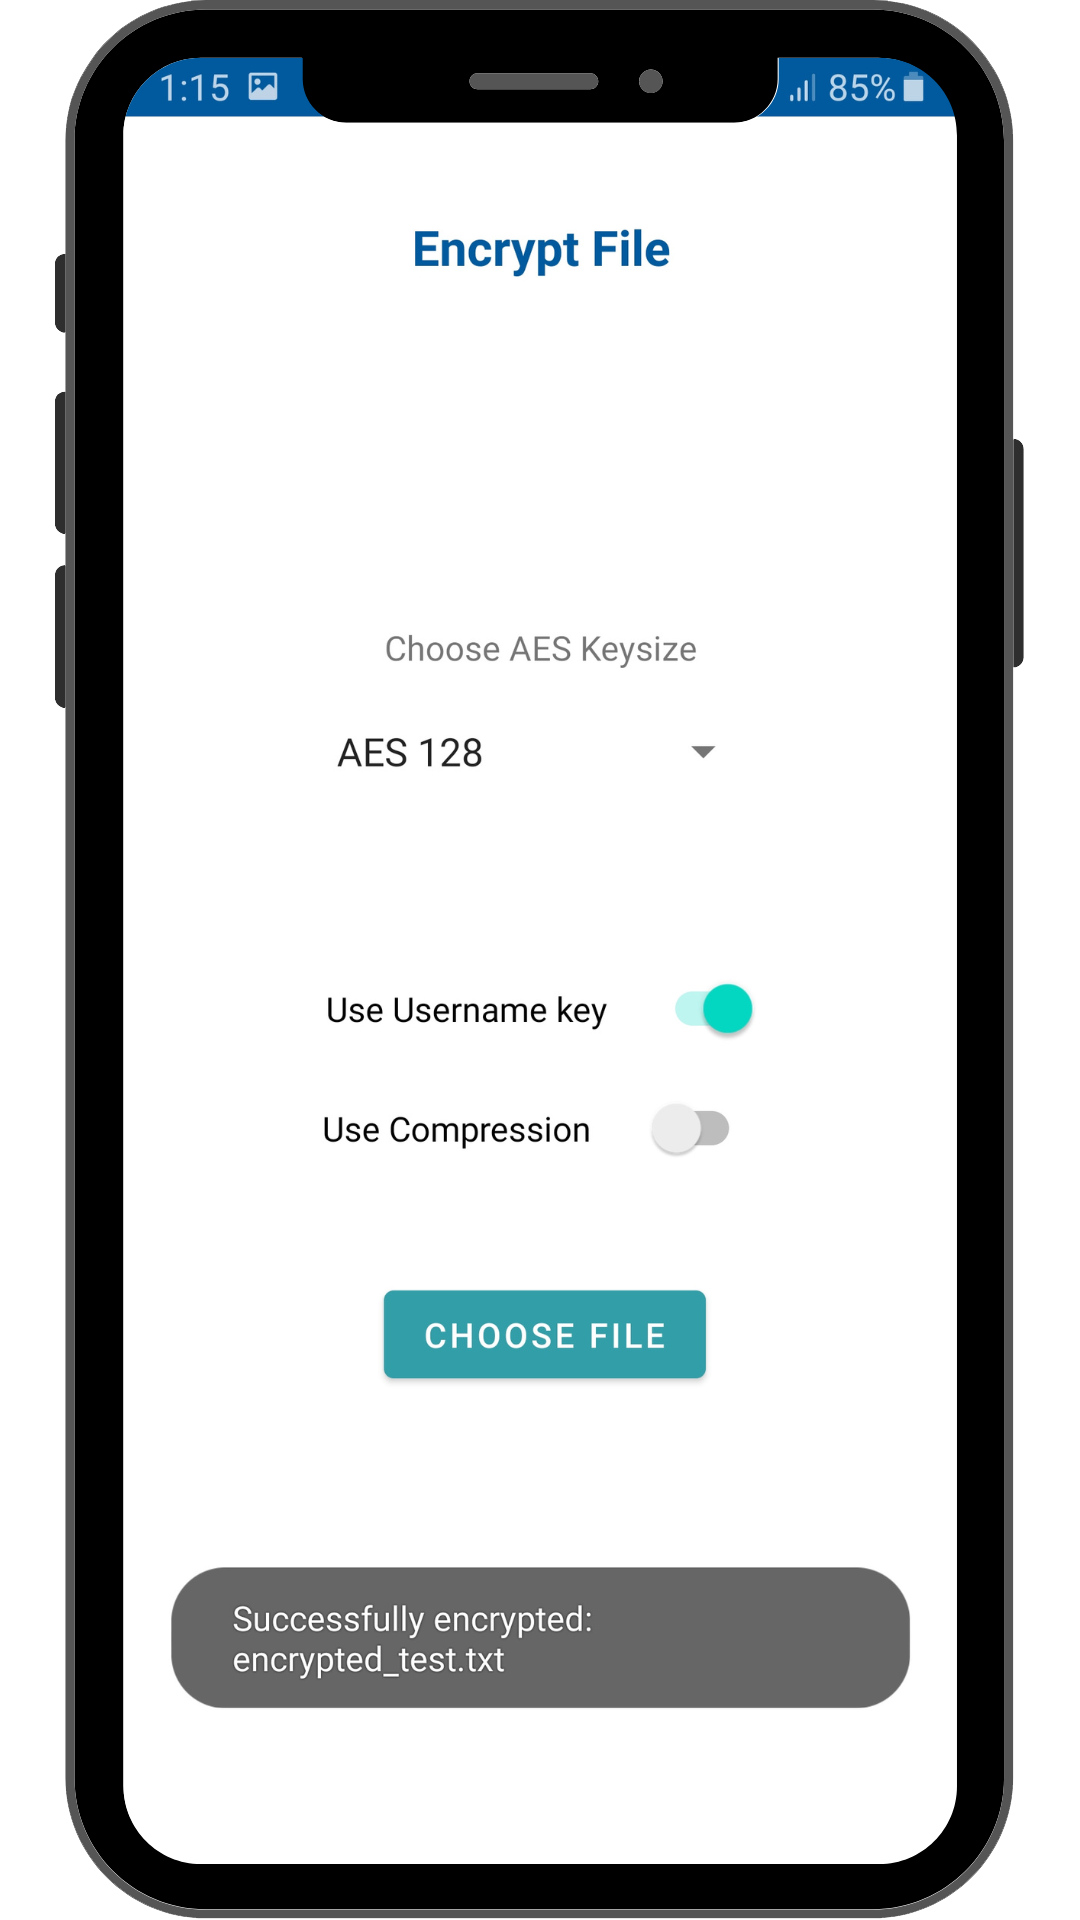 1:15
85%
Encrypt File
Choose AES Keysize
AES 128
Use Username key
Use Compression
CHOOSE FILE
Successfully encrypted:
encrypted_test.txt